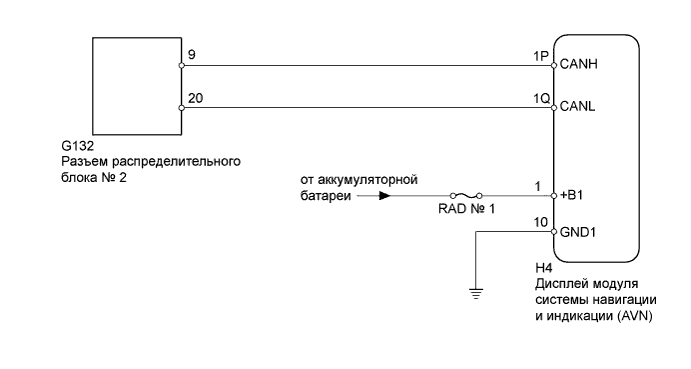 9
1P
CANH
20
1Q
CANL
G132
Разъем распределительного
блока № 2
от аккумуляторной
батареи
RAD № 1
1
+B1
10
GND1
H4
Дисплей модуля
системы навигации
и индикации (AVN)